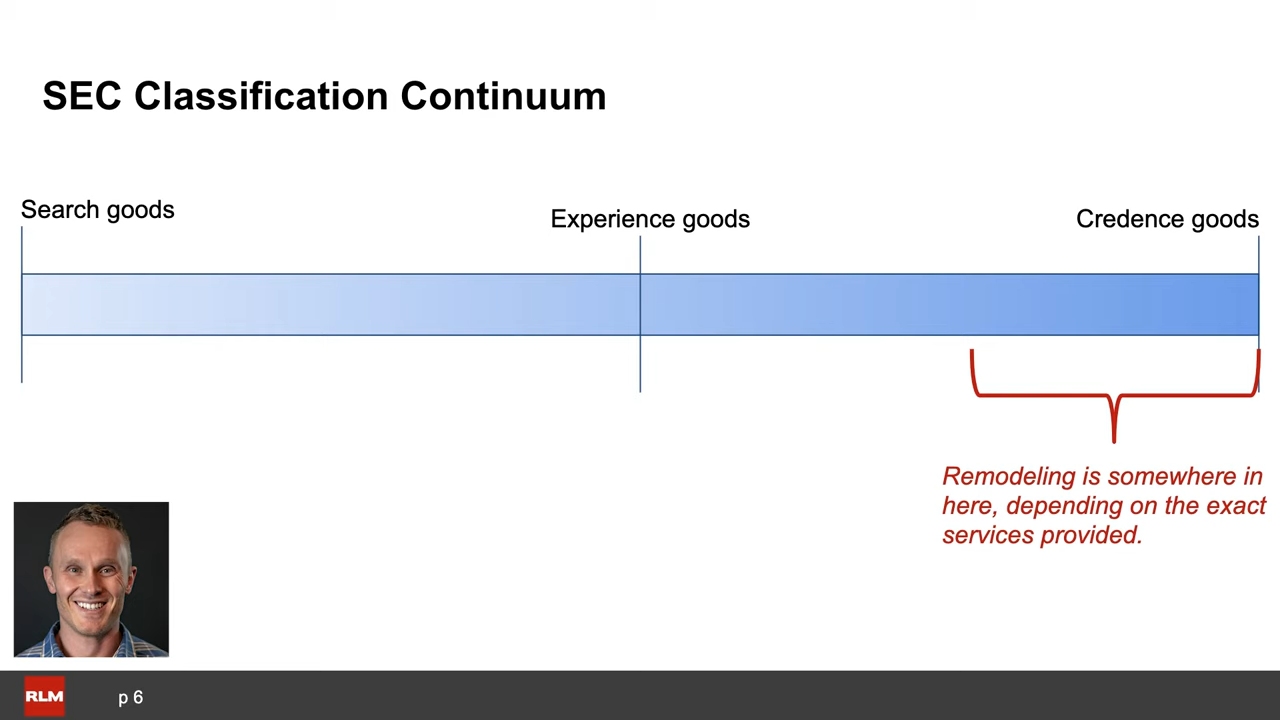 SEC Classification Continuum
Search goods
Experience goods
Credence goods
Remodeling is somewhere in
here, depending on the exact
services provided.
RLM
p 6